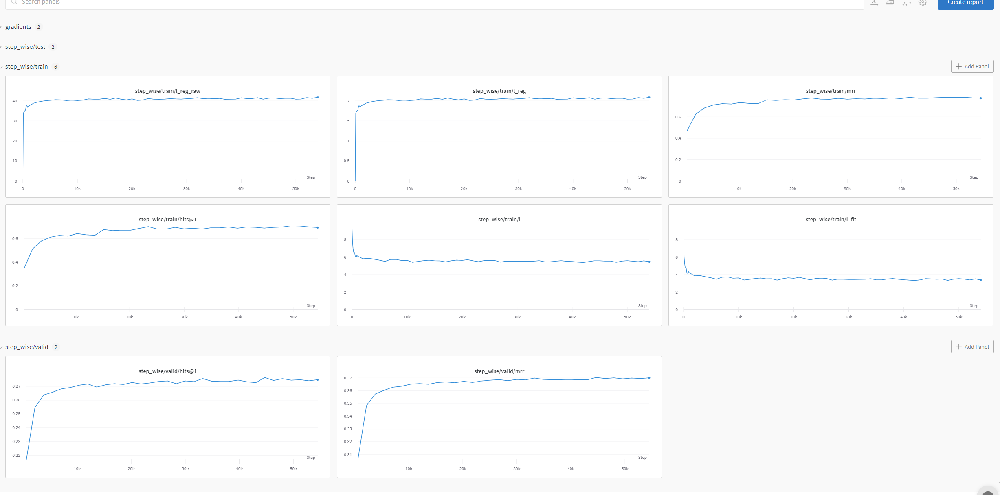 Search panels
Create report
gradients 2
step_wise/test 2
step_wise/train 6
Add Panel
step_wise/train/l_reg_raw
40
30
20
10
0
Step
0 10k 20k 30k 40k 50k
step_wise/train/l_reg
2
1.5
1
0.5
0
Step
0 10k 20k 30k 40k 50k
step_wise/train/mrr
0.6
0.4
0.2
0
Step
10k 20k 30k 40k 50k
step_wise/train/hits@1
0.6
0.4
0.2
0
Step
10k 20k 30k 40k 50k
step_wise/train/l
8
6
4
2
0
Step
0 10k 20k 30k 40k 50k
step_wise/train/l_fit
8
6
4
2
0
Step
0 10k 20k 30k 40k 50k
step_wise/valid 2
Add Panel
step_wise/valid/hits@1
0.27
0.26
0.25
0.24
0.23
0.22
Step
10k 20k 30k 40k 50k
step_wise/valid/mrr
0.37
0.36
0.35
0.34
0.33
0.32
0.31
Step
10k 20k 30k 40k 50k